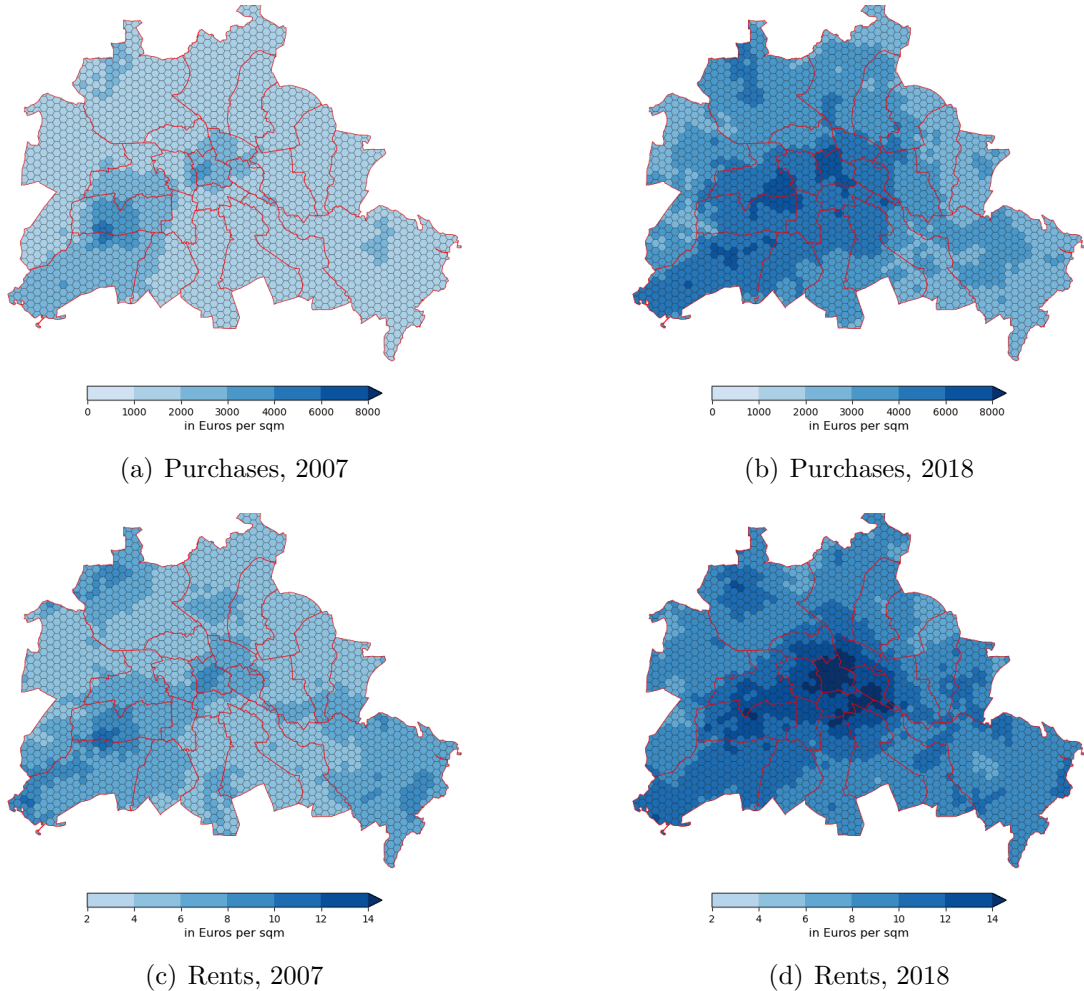 0 1000 2000 3000 4000 6000 8000
in Euros per sqm
(a) Purchases, 2007
0 1000 2000 3000 4000 6000 8000
in Euros per sqm
(b) Purchases, 2018
2 4 6 8 10 12 14
in Euros per sqm
(c) Rents, 2007
2 4 6 8 10 12 14
in Euros per sqm
(d) Rents, 2018